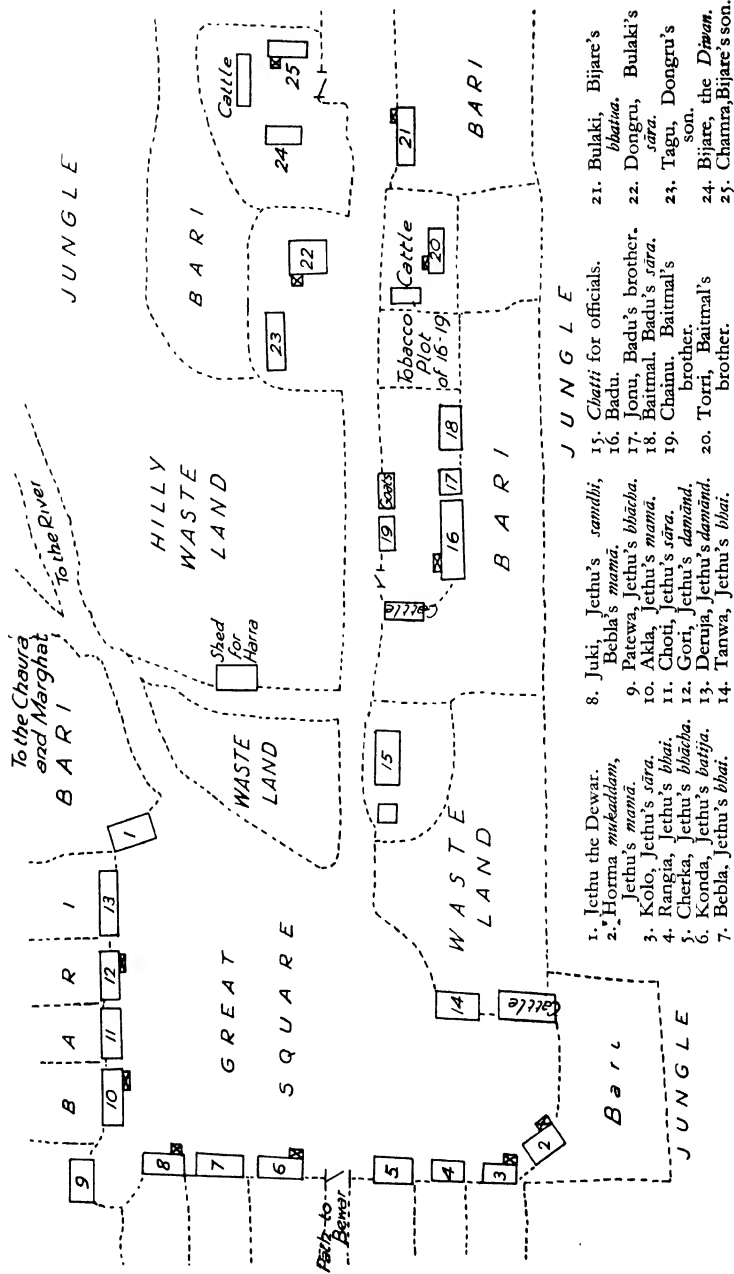 To the Chaura
and Marghat
To the River
JUNGLE
BARI
BARI
BARI
1
9
10
11
12
13
8
7
6
GREAT
SQUARE
WASTE
LAND
Shed
for
Harra
HILLY
WASTE
LAND
23
22
24
Cattle
25
Path to
Bewar
5
4
3
2
14
Cattle
WASTE
LAND
15
Cattle
19
Goats
16
17
18
Tobacco
Plot
of 16-19
Cattle
20
21
BARI
BARI
Bari
JUNGLE
JUNGLE
1. Jethu the Dewar.
2. Horma mukaddam,
Jethu's mamā.
3. Kolo, Jethu's sāra.
4. Rangia, Jethu's bhai.
5. Cherka, Jethu's bhācha.
6. Konda, Jethu's batija.
7. Bebla, Jethu's bhai.
8. Juki, Jethu's samdhi,
Bebla's mamā.
9. Patewa, Jethu's bhācha.
10. Akla, Jethu's mamā.
11. Choti, Jethu's sāra.
12. Gori, Jethu's damānd.
13. Deruja, Jethu's damānd.
14. Tanwa, Jethu's bhai.
15. Chatti for officials.
16. Badu.
17. Jonu, Badu's brother.
18. Baitmal. Badu's sāra.
19. Chainu. Baitmal's
brother.
20. Torri, Baitmal's
brother.
21. Bulaki, Bijare's
bhatua.
22. Dongru, Bulaki's
sāra.
23. Tagu, Dongru's
son.
24. Bijare, the Diwan.
25. Chamra, Bijare's son.